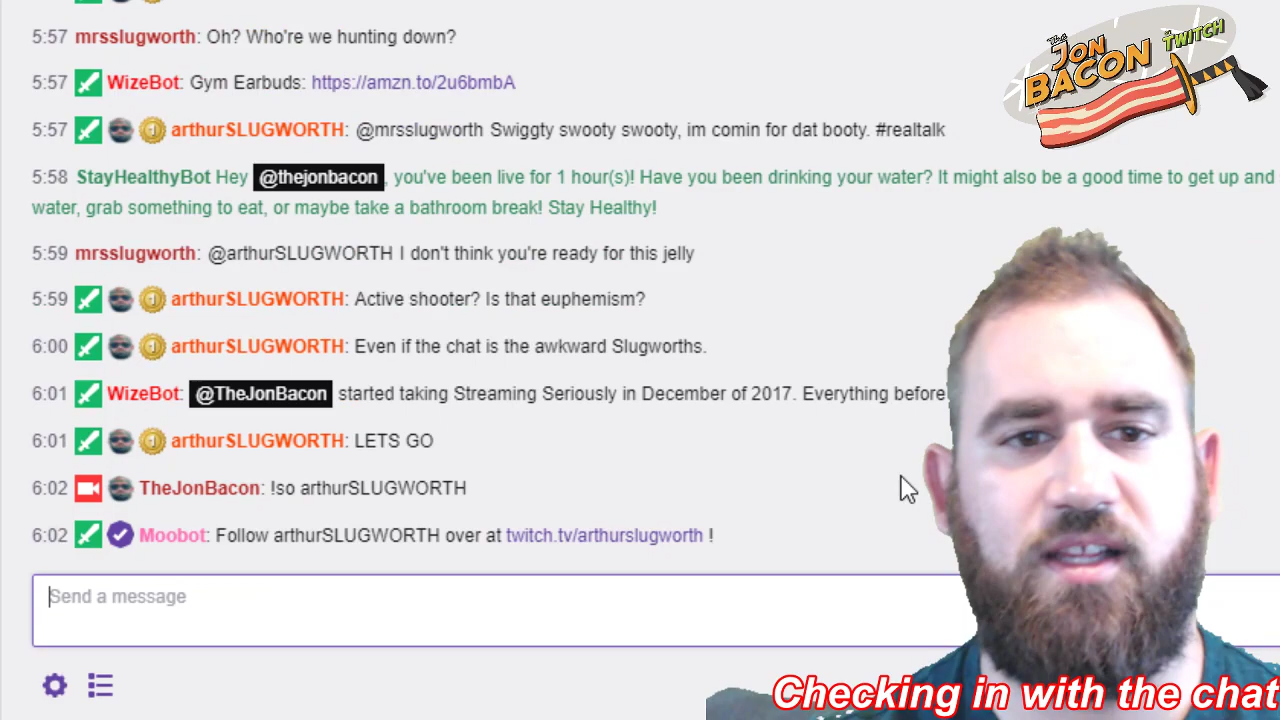 The
JON
BACON
on TWITCH
5:57 mrsslugworth: Oh? Who're we hunting down?
5:57 WizeBot: Gym Earbuds: https://amzn.to/2u6bmbA
5:57 arthurSLUGWORTH: @mrsslugworth Swiggty swooty swooty, im comin for dat booty. #realtalk
5:58 StayHealthyBot Hey @thejonbacon, you've been live for 1 hour(s)! Have you been drinking your water? It might also be a good time to get up and
water, grab something to eat, or maybe take a bathroom break! Stay Healthy!
5:59 mrsslugworth: @arthurSLUGWORTH I don't think you're ready for this jelly
5:59 arthurSLUGWORTH: Active shooter? Is that euphemism?
6:00 arthurSLUGWORTH: Even if the chat is the awkward Slugworths.
6:01 WizeBot: @TheJonBacon started taking Streaming Seriously in December of 2017. Everything before
6:01 arthurSLUGWORTH: LETS GO
6:02 TheJonBacon: !so arthurSLUGWORTH
6:02 Moobot: Follow arthurSLUGWORTH over at twitch.tv/arthurslugworth !
Send a message
Checking in with the chat